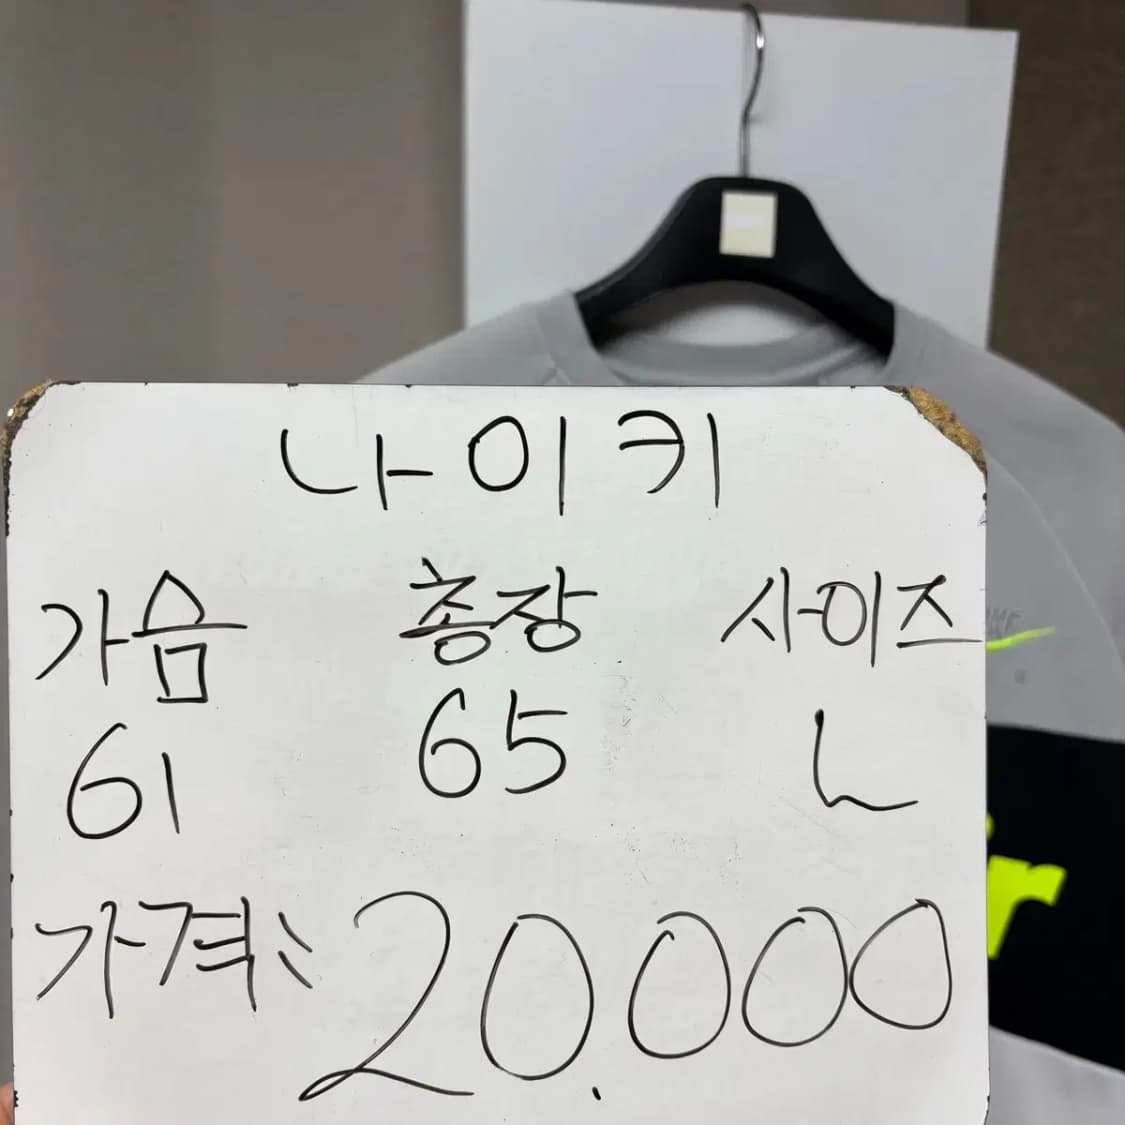 나이키
가슴 총장 사이즈
61 65 L
가격: 20.000
r